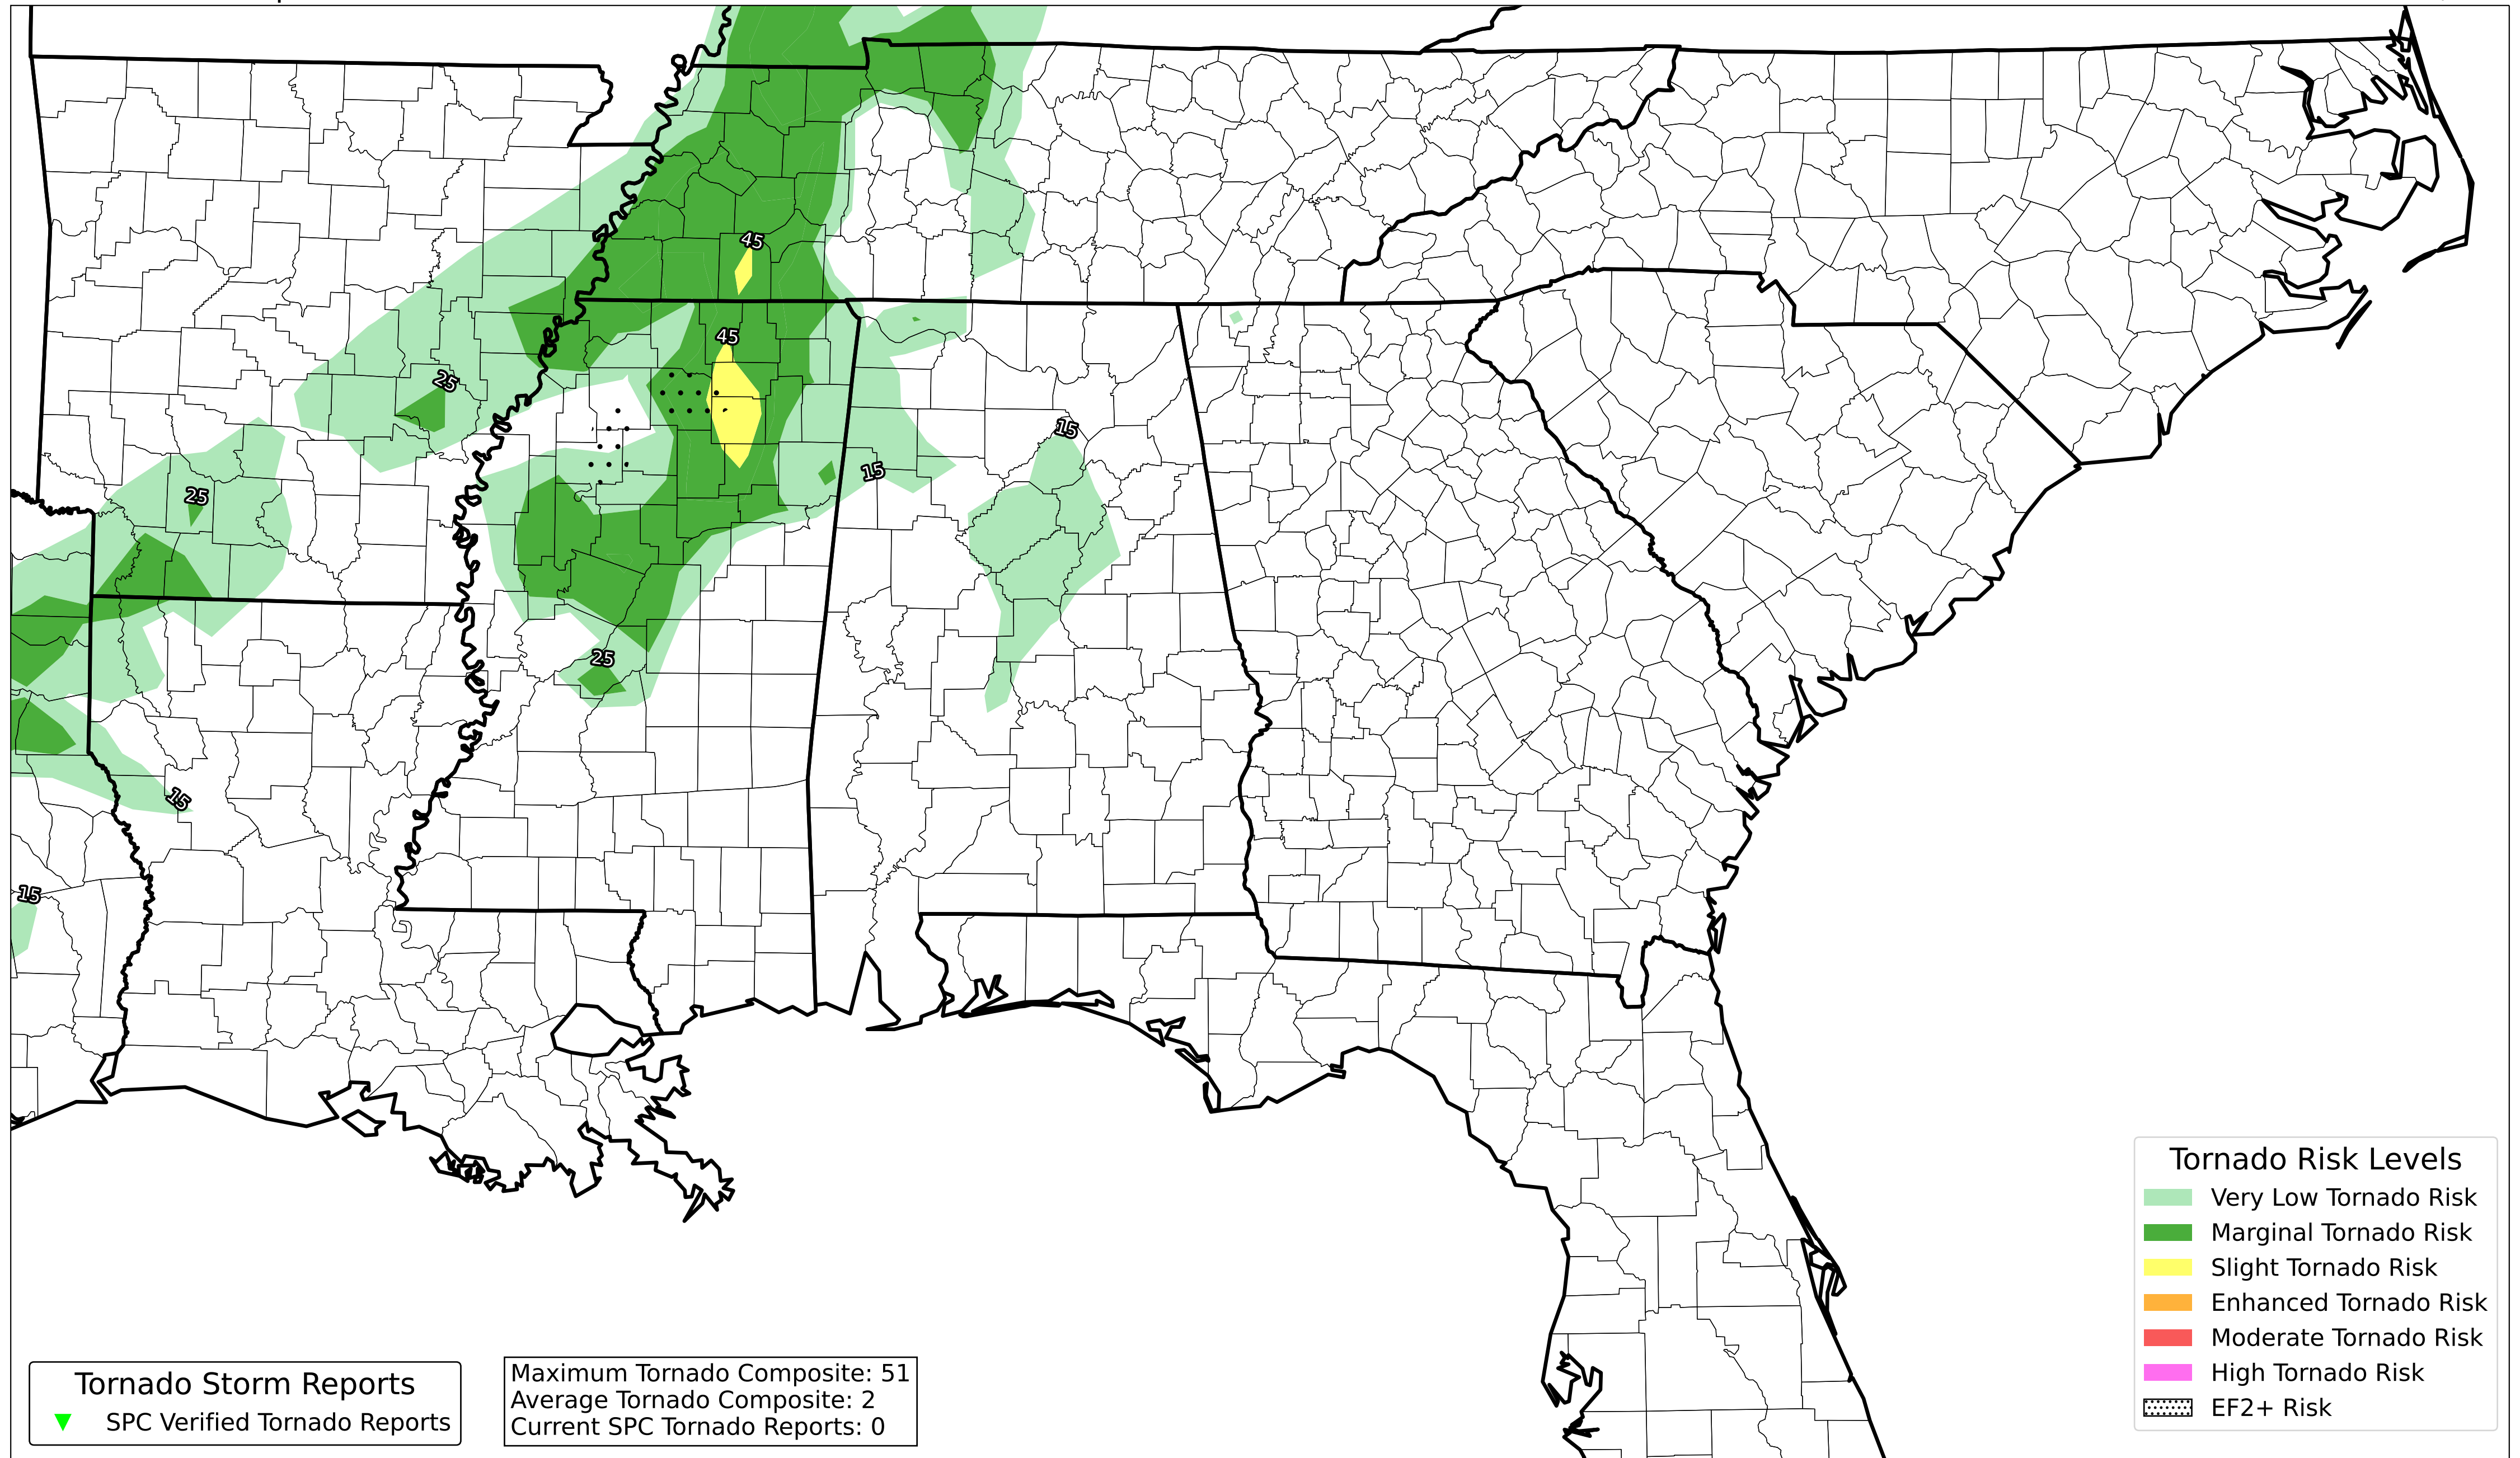 45
45
25
15
15
25
25
15
15
Tornado Risk Levels
Very Low Tornado Risk
Marginal Tornado Risk
Slight Tornado Risk
Enhanced Tornado Risk
Moderate Tornado Risk
High Tornado Risk
EF2+ Risk
Tornado Storm Reports
SPC Verified Tornado Reports
Maximum Tornado Composite: 51
Average Tornado Composite: 2
Current SPC Tornado Reports: 0